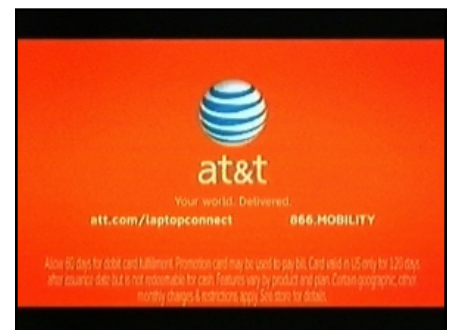 at&t
Your world. Delivered.
att.com/laptopconnect 866.MOBILITY
Allow 60 days for debit card fulfillment. Promotion card may be used to pay bill. Card valid in US only for 120 days
after issuance date but is not redeemable for cash. Features vary by product and plan. Certain geographic, other
monthly charges & restrictions apply. See store for details.